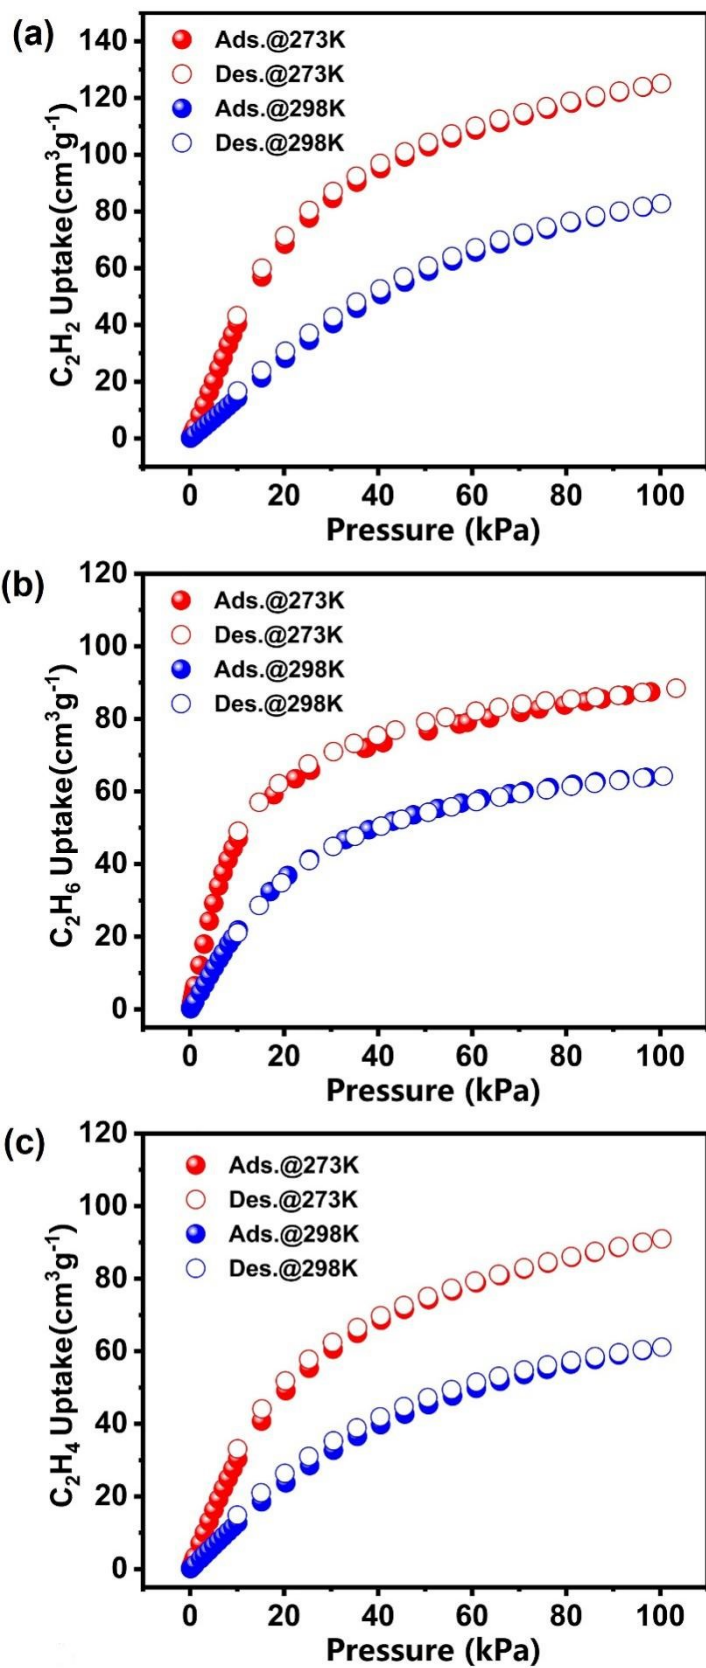 (a)
C2H2 Uptake(cm3g-1)
140
120
100
80
60
40
20
0
Ads.@273K
Des.@273K
Ads.@298K
Des.@298K
0 20 40 60 80 100
Pressure (kPa)
(b)
C2H6 Uptake(cm3g-1)
120
100
80
60
40
20
0
Ads.@273K
Des.@273K
Ads.@298K
Des.@298K
0 20 40 60 80 100
Pressure (kPa)
(c)
C2H4 Uptake(cm3g-1)
120
100
80
60
40
20
0
Ads.@273K
Des.@273K
Ads.@298K
Des.@298K
0 20 40 60 80 100
Pressure (kPa)